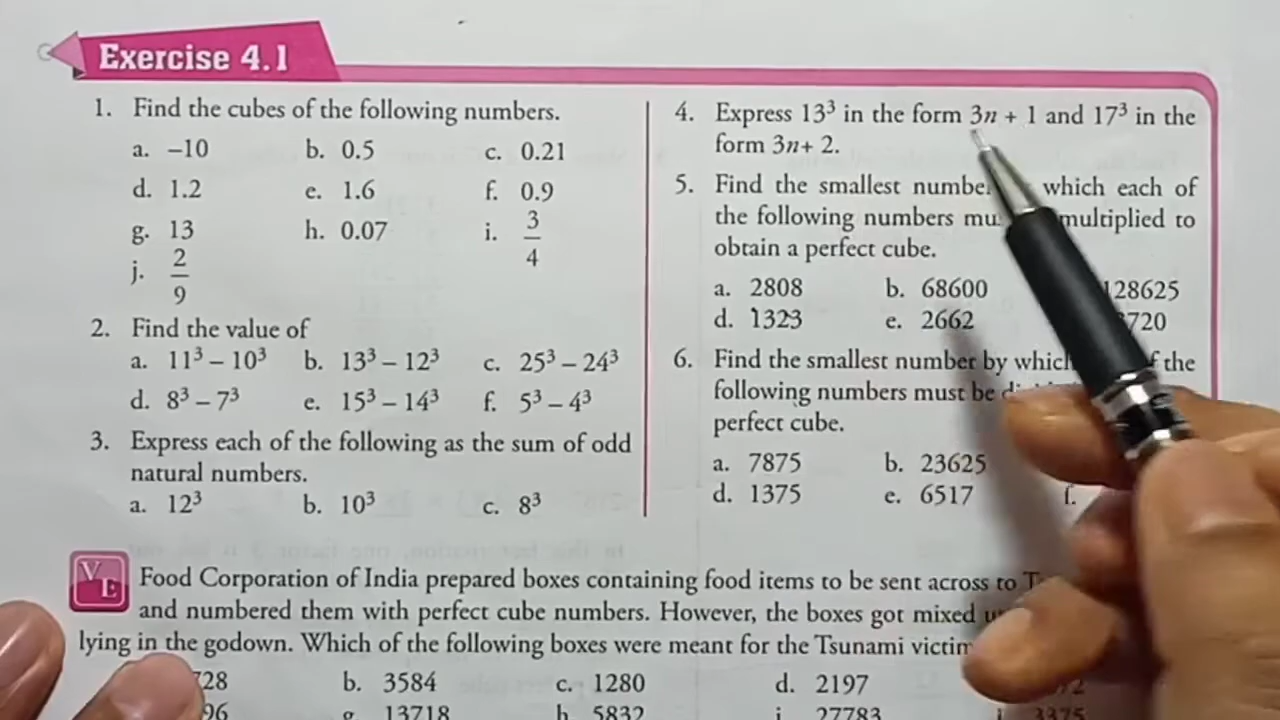 Exercise 4.1
1. Find the cubes of the following numbers.
a. –10 b. 0.5 c. 0.21
d. 1.2 e. 1.6 f. 0.9
g. 13 h. 0.07 i. 3/4
j. 2/9
2. Find the value of
a. 11³ – 10³ b. 13³ – 12³ c. 25³ – 24³
d. 8³ – 7³ e. 15³ – 14³ f. 5³ – 4³
3. Express each of the following as the sum of odd
natural numbers.
a. 12³ b. 10³ c. 8³
4. Express 13³ in the form 3n + 1 and 17³ in the
form 3n+ 2.
5. Find the smallest which each of
the following numbers multiplied to
obtain a perfect cube.
a. 2808 b. 68600 128625
d. 1323 e. 2662
6. Find the smallest number by the
following numbers must be
perfect cube.
a. 7875 b. 23625
d. 1375 e. 6517 f.
VE
Food Corporation of India prepared boxes containing food items to be sent across to
and numbered them with perfect cube numbers. However, the boxes got mixed
lying in the godown. Which of the following boxes were meant for the Tsunami
b. 3584 c. 1280 d. 2197
g. 13718 h. 5832 i. 27783 3375